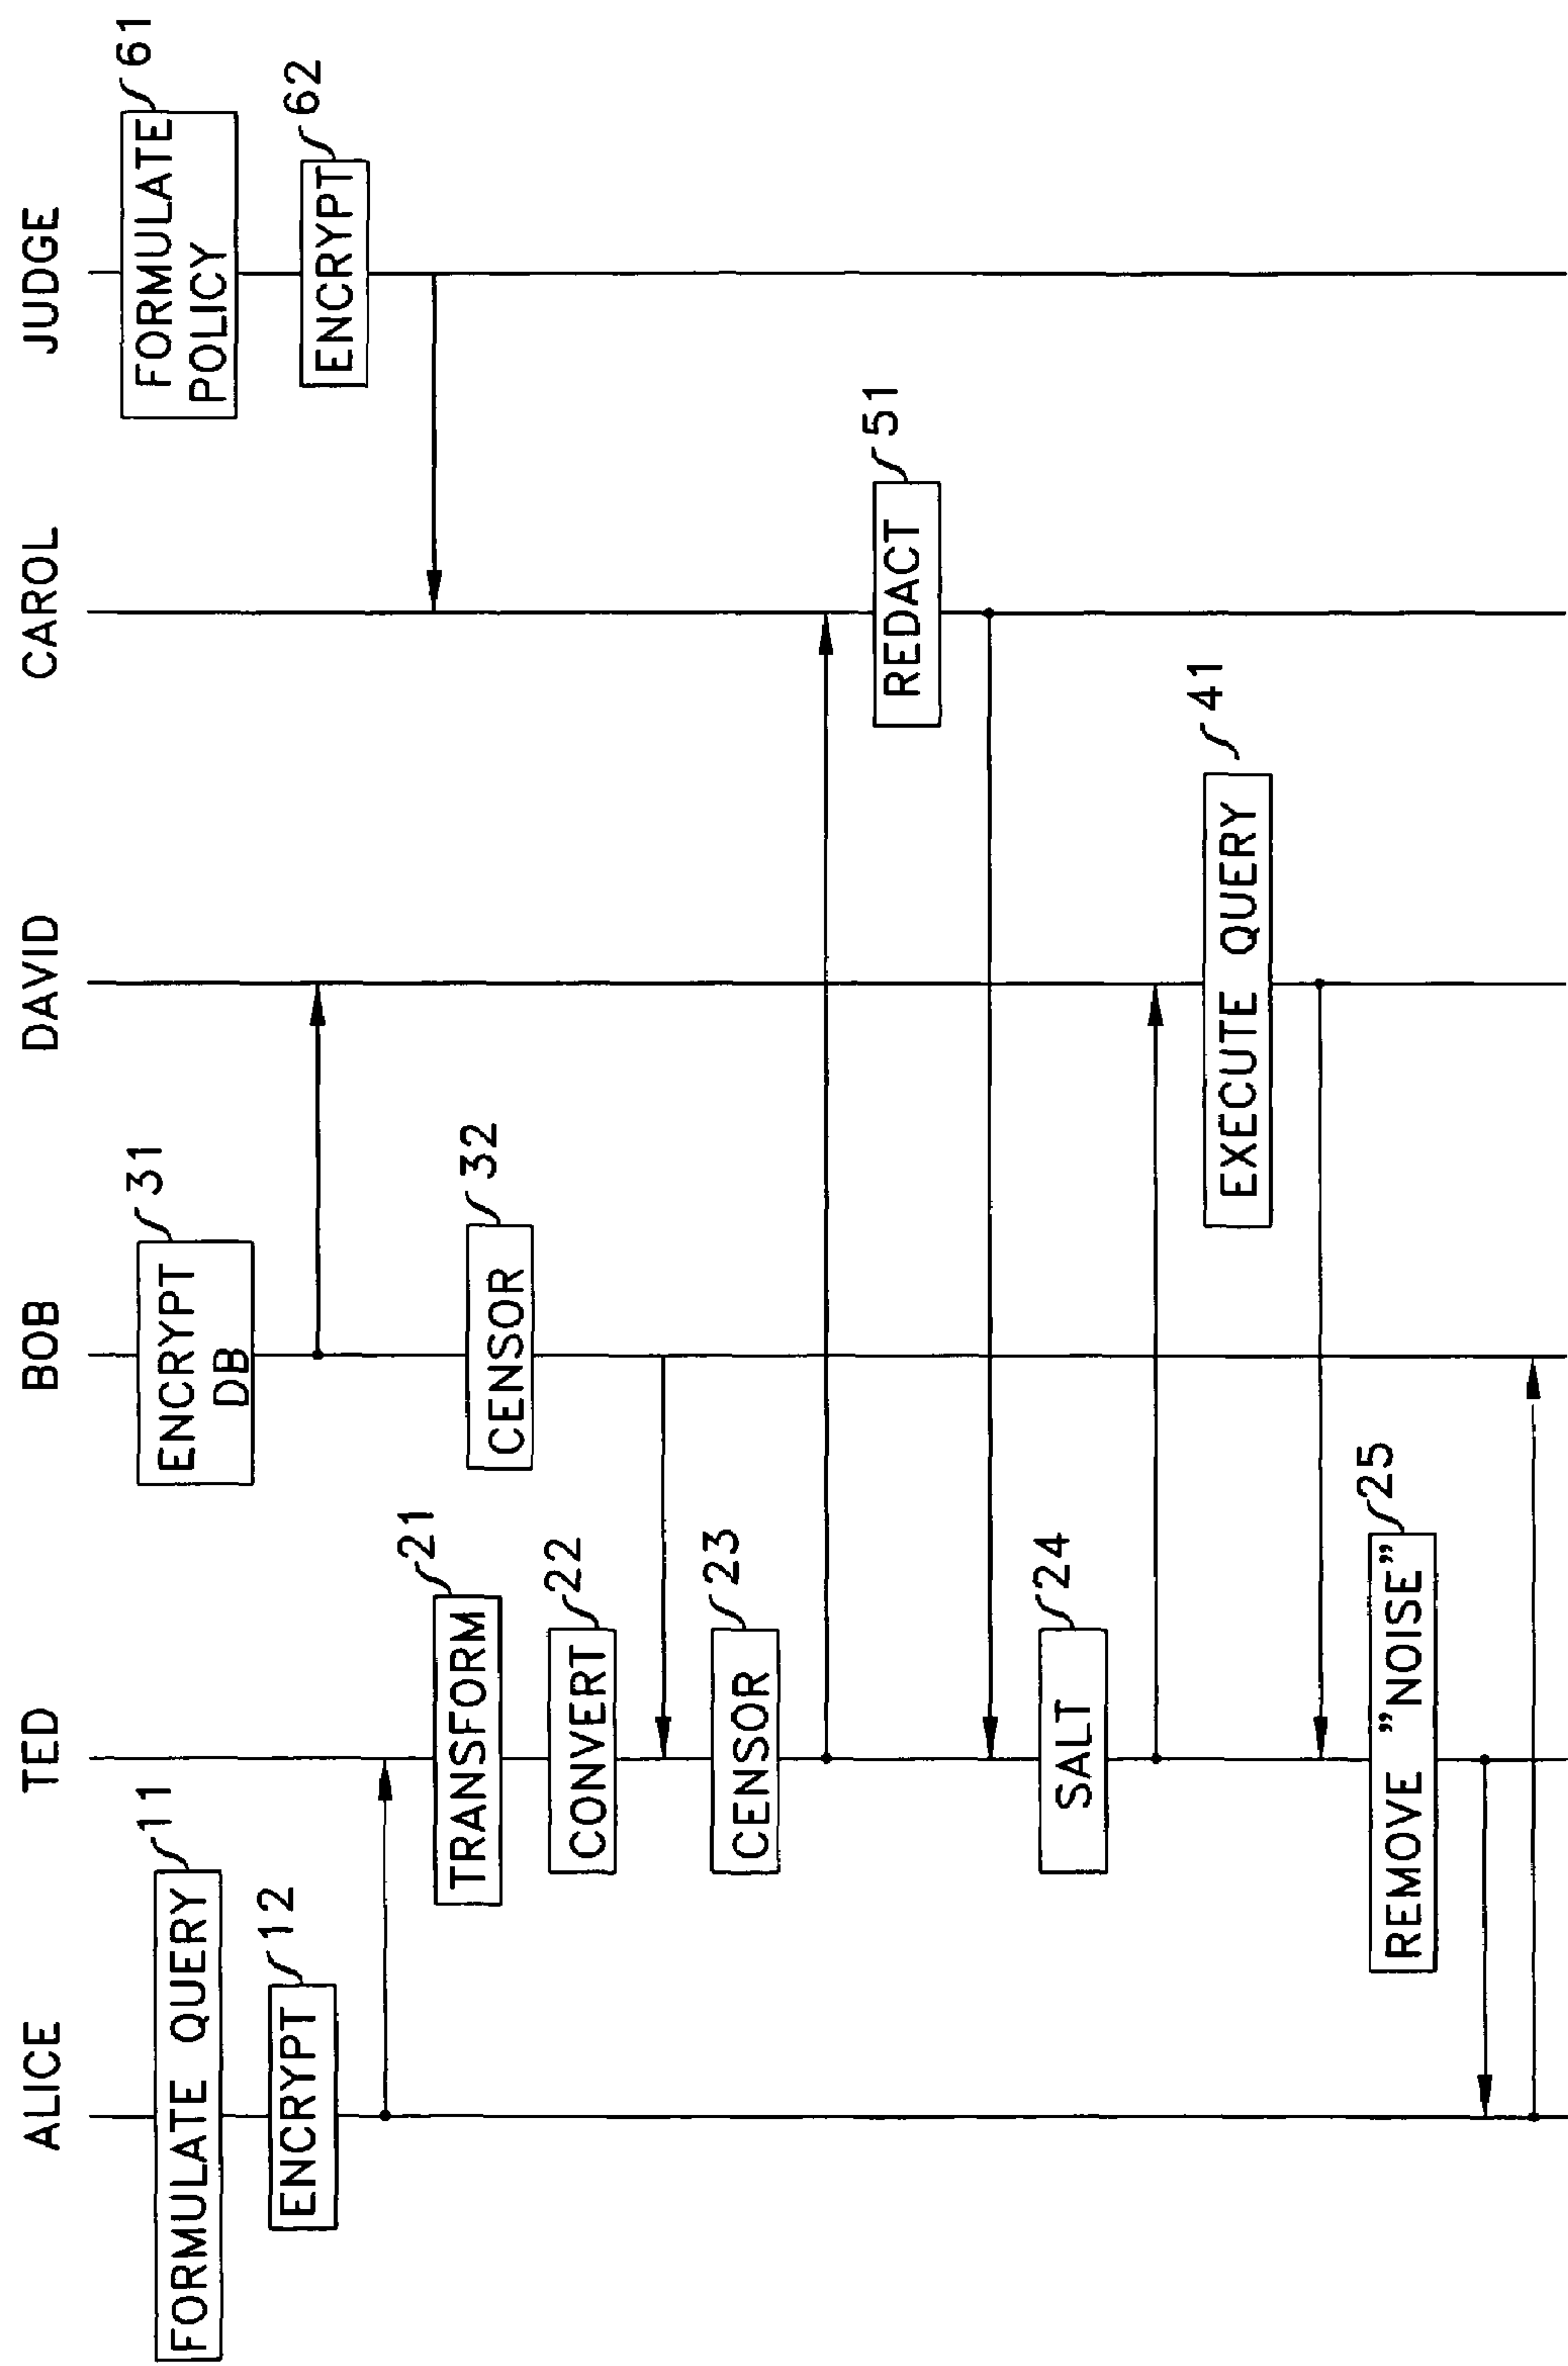 ALICE
TED
BOB
DAVID
CAROL
JUDGE
FORMULATE QUERY
11
ENCRYPT
12
TRANSFORM
21
CONVERT
22
CENSOR
23
SALT
24
REMOVE "NOISE"
25
ENCRYPT
DB
31
CENSOR
32
EXECUTE QUERY
41
REDACT
51
FORMULATE
POLICY
61
ENCRYPT
62